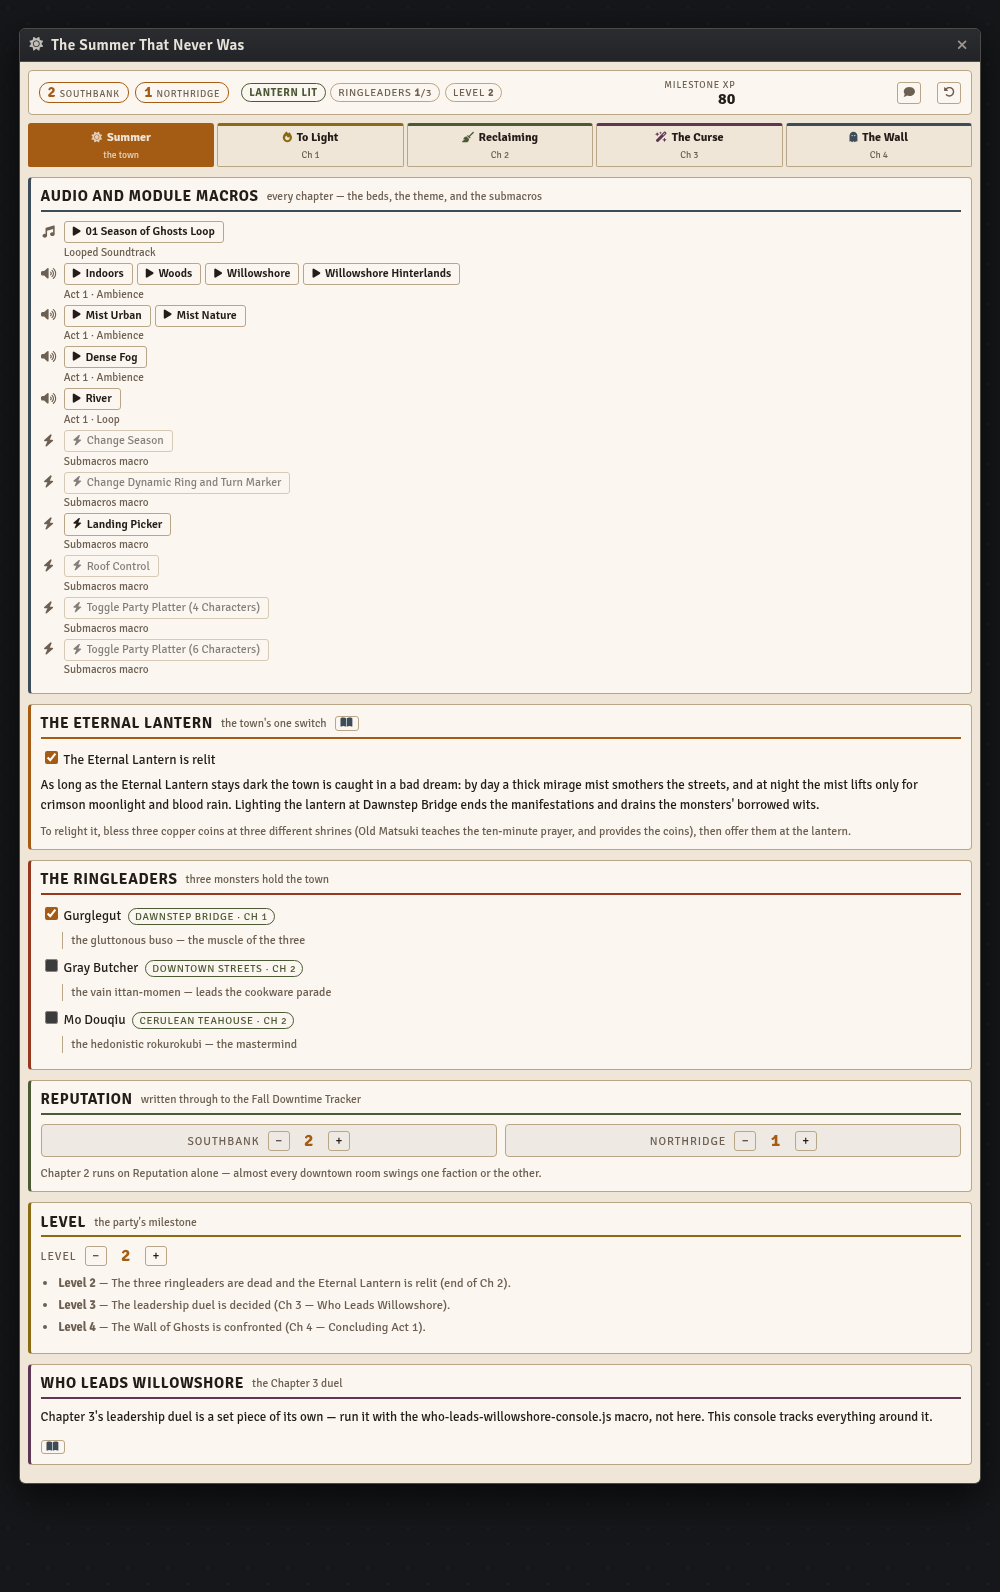 The Summer That Never Was
2 SOUTHBANK 1 NORTHRIDGE LANTERN LIT RINGLEADERS 1/3 LEVEL 2 MILESTONE XP 80
Summer
the town
To Light
Ch 1
Reclaiming
Ch 2
The Curse
Ch 3
The Wall
Ch 4
AUDIO AND MODULE MACROS every chapter — the beds, the theme, and the submacros
01 Season of Ghosts Loop
Looped Soundtrack
Indoors Woods Willowshore Willowshore Hinterlands
Act 1 · Ambience
Mist Urban Mist Nature
Act 1 · Ambience
Dense Fog
Act 1 · Ambience
River
Act 1 · Loop
Change Season
Submacros macro
Change Dynamic Ring and Turn Marker
Submacros macro
Landing Picker
Submacros macro
Roof Control
Submacros macro
Toggle Party Platter (4 Characters)
Submacros macro
Toggle Party Platter (6 Characters)
Submacros macro
THE ETERNAL LANTERN the town's one switch
The Eternal Lantern is relit
As long as the Eternal Lantern stays dark the town is caught in a bad dream: by day a thick mirage mist smothers the streets, and at night the mist lifts only for
crimson moonlight and blood rain. Lighting the lantern at Dawnstep Bridge ends the manifestations and drains the monsters' borrowed wits.
To relight it, bless three copper coins at three different shrines (Old Matsuki teaches the ten-minute prayer, and provides the coins), then offer them at the lantern.
THE RINGLEADERS three monsters hold the town
Gurglegut DAWNSTEP BRIDGE · CH 1
the gluttonous buso — the muscle of the three
Gray Butcher DOWNTOWN STREETS · CH 2
the vain ittan-momen — leads the cookware parade
Mo Douqiu CERULEAN TEAHOUSE · CH 2
the hedonistic rokurokubi — the mastermind
REPUTATION written through to the Fall Downtime Tracker
SOUTHBANK − 2 + NORTHRIDGE − 1 +
Chapter 2 runs on Reputation alone — almost every downtown room swings one faction or the other.
LEVEL the party's milestone
LEVEL − 2 +
• Level 2 — The three ringleaders are dead and the Eternal Lantern is relit (end of Ch 2).
• Level 3 — The leadership duel is decided (Ch 3 — Who Leads Willowshore).
• Level 4 — The Wall of Ghosts is confronted (Ch 4 — Concluding Act 1).
WHO LEADS WILLOWSHORE the Chapter 3 duel
Chapter 3's leadership duel is a set piece of its own — run it with the who-leads-willowshore-console.js macro, not here. This console tracks everything around it.